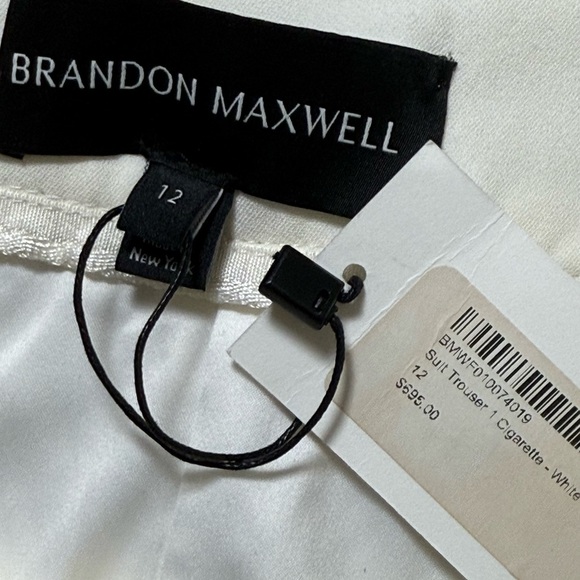 BRANDON MAXWELL
12
New York
BMWF010074019
Suit Trouser 1 Cigarette - White
12
$695.00